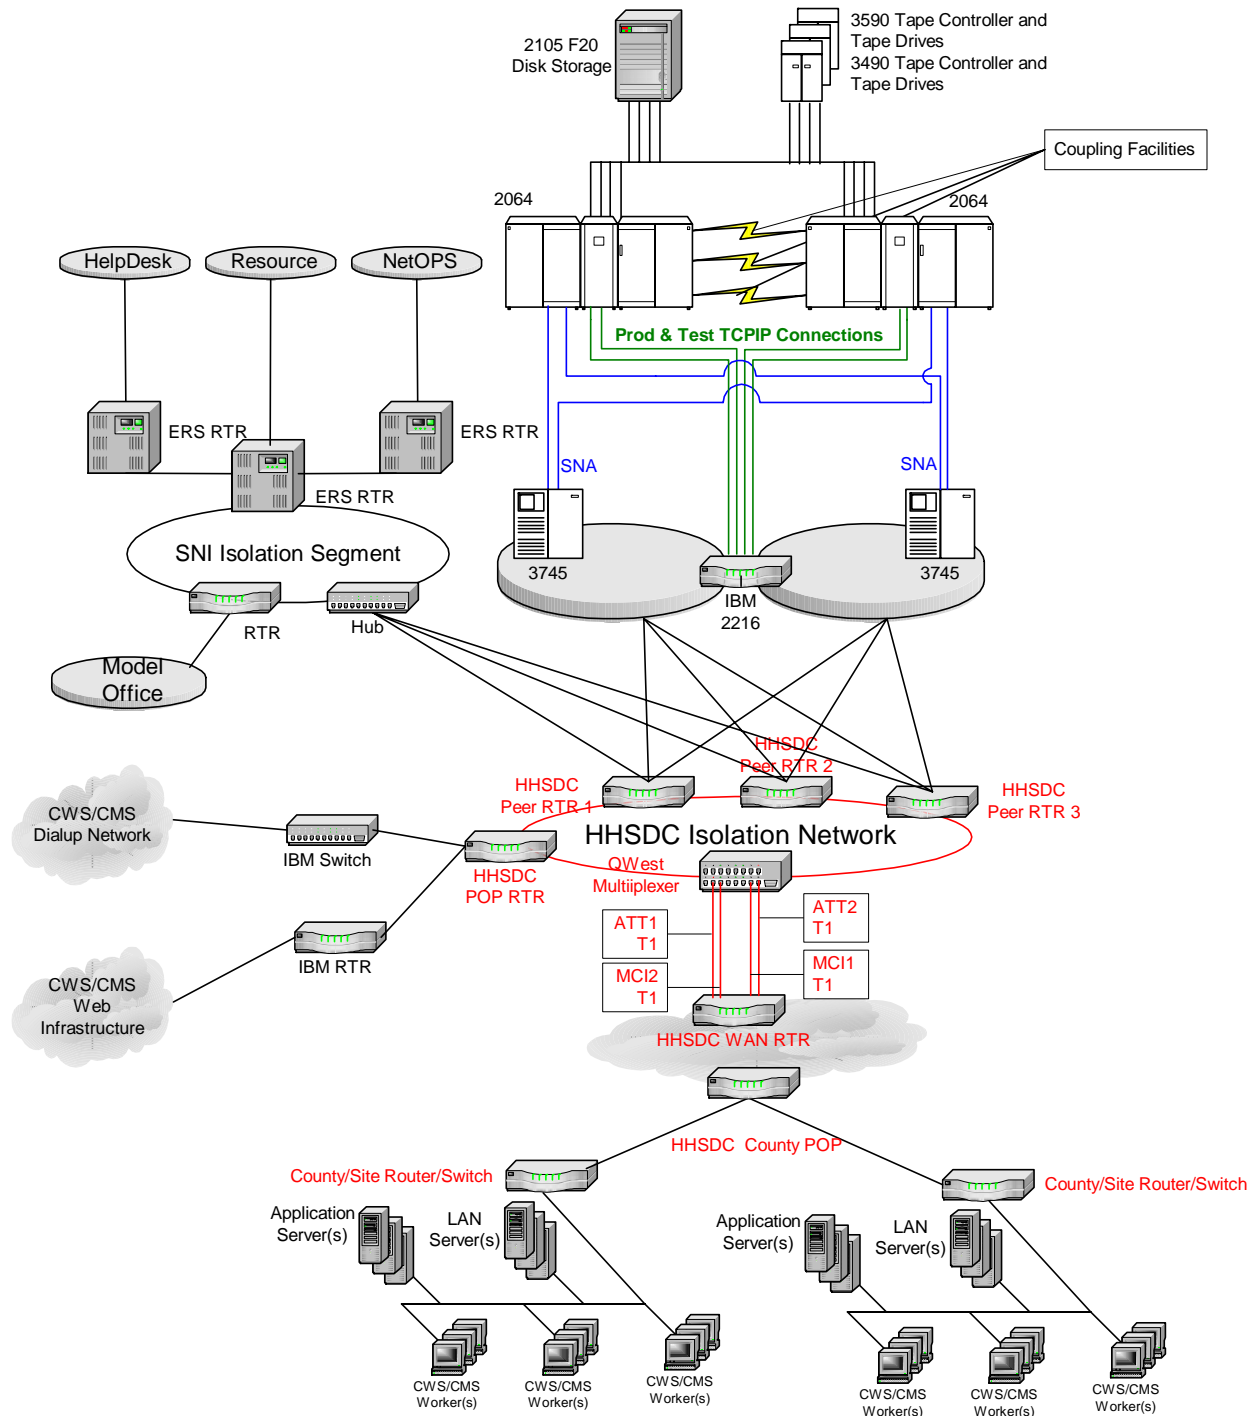 2105 F20
Disk Storage
3590 Tape Controller and
Tape Drives
3490 Tape Controller and
Tape Drives
Coupling Facilities
2064
2064
HelpDesk
Resource
NetOPS
Prod & Test TCPIP Connections
ERS RTR
ERS RTR
ERS RTR
SNA
SNA
SNI Isolation Segment
3745
3745
IBM
2216
RTR
Hub
Model
Office
HHSDC
Peer RTR 1
HHSDC
Peer RTR 2
HHSDC
Peer RTR 3
CWS/CMS
Dialup Network
IBM Switch
HHSDC Isolation Network
HHSDC
POP RTR
QWest
Multiiplexer
ATT1
T1
ATT2
T1
MCI2
T1
MCI1
T1
IBM RTR
CWS/CMS
Web
Infrastructure
HHSDC WAN RTR
HHSDC County POP
County/Site Router/Switch
County/Site Router/Switch
Application
Server(s)
LAN
Server(s)
Application
Server(s)
LAN
Server(s)
CWS/CMS
Worker(s)
CWS/CMS
Worker(s)
CWS/CMS
Worker(s)
CWS/CMS
Worker(s)
CWS/CMS
Worker(s)
CWS/CMS
Worker(s)